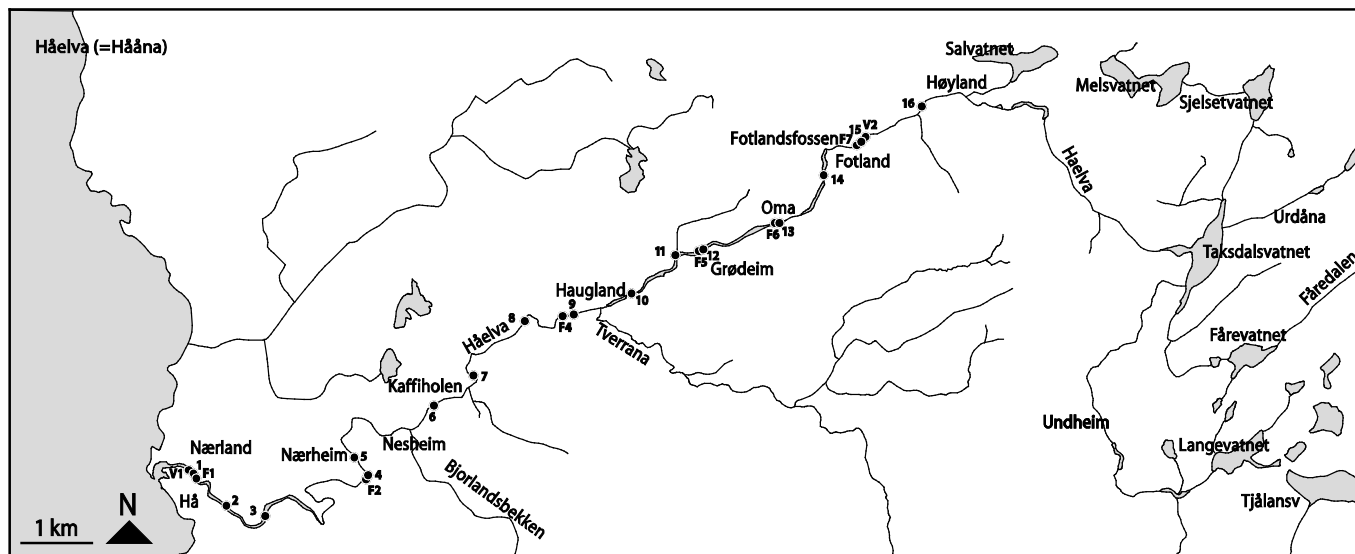 Håelva (=Hååna)
Salvatnet
Melsvatnet
Sjelsetvatnet
Høyland
16
15
V2
Fotlandsfossen
F7
Fotland
14
Haelva
Oma
F6
13
Urdåna
Taksdalsvatnet
Fåredalen
11
F5
12
Grødeim
Haugland
10
9
F4
8
Håelva
Tverrana
Fårevatnet
7
Kaffiholen
6
Undheim
Langevatnet
Nesheim
Nærheim
5
4
F2
Bjorlandsbekken
Nærland
1
V1
F1
Hå
2
3
Tjålansv
N
1 km